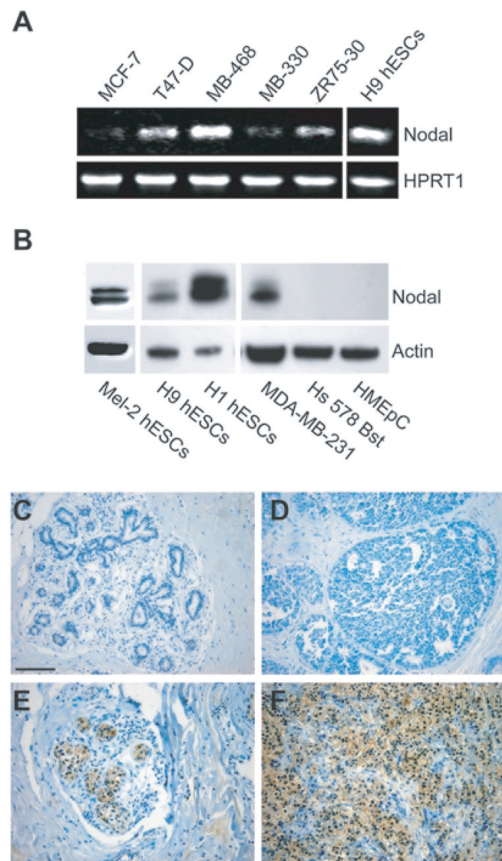 A
MCF-7 T47-D MB-468 MB-330 ZR75-30 H9 hESCs
Nodal
HPRT1
B
Nodal
Actin
Mel-2 hESCs H9 hESCs H1 hESCs MDA-MB-231 Hs 578 Bst HMEpC
C D
E F